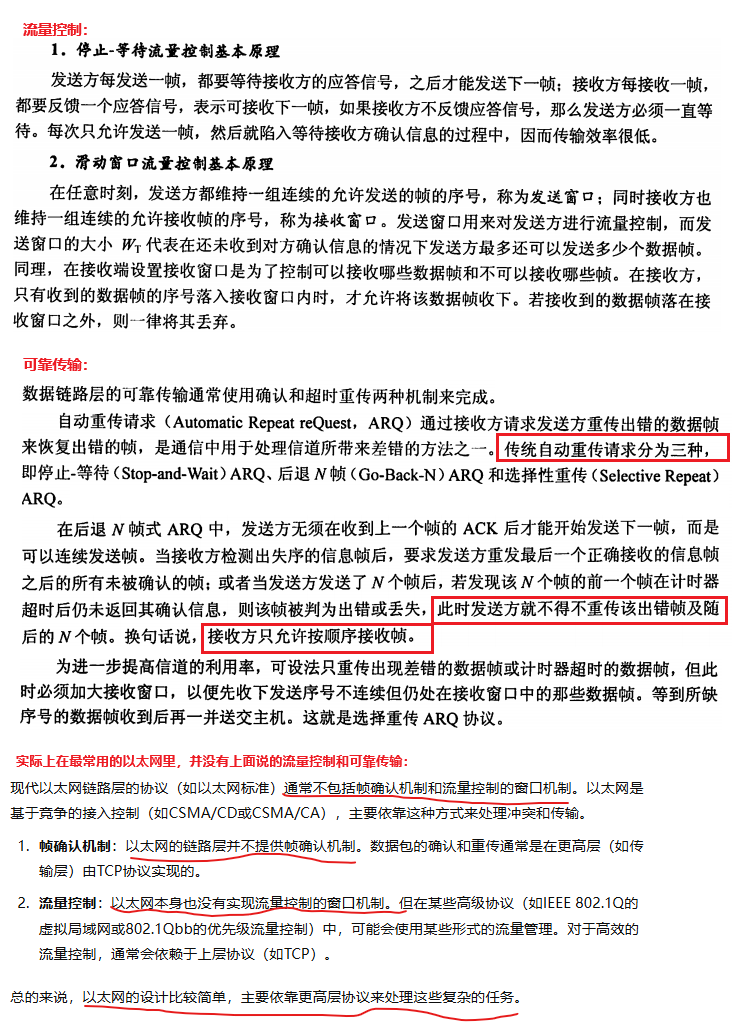 流量控制：
1．停止-等待流量控制基本原理
发送方每发送一帧，都要等待接收方的应答信号，之后才能发送下一帧；接收方每接收一帧，
都要反馈一个应答信号，表示可接收下一帧，如果接收方不反馈应答信号，那么发送方必须一直等
待。每次只允许发送一帧，然后就陷入等待接收方确认信息的过程中，因而传输效率很低。
2．滑动窗口流量控制基本原理
在任意时刻，发送方都维持一组连续的允许发送的帧的序号，称为发送窗口；同时接收方也
维持一组连续的允许接收帧的序号，称为接收窗口。发送窗口用来对发送方进行流量控制，而发
送窗口的大小 WT 代表在还未收到对方确认信息的情况下发送方最多还可以发送多少个数据帧。
同理，在接收端设置接收窗口是为了控制可以接收哪些数据帧和不可以接收哪些帧。在接收方，
只有收到的数据帧的序号落入接收窗口内时，才允许将该数据帧收下。若接收到的数据帧落在接
收窗口之外，则一律将其丢弃。
可靠传输：
数据链路层的可靠传输通常使用确认和超时重传两种机制来完成。
自动重传请求（Automatic Repeat reQuest，ARQ）通过接收方请求发送方重传出错的数据帧
来恢复出错的帧，是通信中用于处理信道所带来差错的方法之一。传统自动重传请求分为三种，
即停止-等待（Stop-and-Wait）ARQ、后退 N 帧（Go-Back-N）ARQ 和选择性重传（Selective Repeat）
ARQ。
在后退 N 帧式 ARQ 中，发送方无须在收到上一个帧的 ACK 后才能开始发送下一帧，而是
可以连续发送帧。当接收方检测出失序的信息帧后，要求发送方重发最后一个正确接收的信息帧
之后的所有未被确认的帧；或者当发送方发送了 N 个帧后，若发现该 N 个帧的前一个帧在计时器
超时后仍未返回其确认信息，则该帧被判为出错或丢失，此时发送方就不得不重传该出错帧及随
后的 N 个帧。换句话说，接收方只允许按顺序接收帧。
为进一步提高信道的利用率，可设法只重传出现差错的数据帧或计时器超时的数据帧，但此
时必须加大接收窗口，以便先收下发送序号不连续但仍处在接收窗口中的那些数据帧。等到所缺
序号的数据帧收到后再一并送交主机。这就是选择重传 ARQ 协议。
实际上在最常用的以太网里，并没有上面说的流量控制和可靠传输：
现代以太网链路层的协议（如以太网标准）通常不包括帧确认机制和流量控制的窗口机制。以太网是
基于竞争的接入控制（如CSMA/CD或CSMA/CA），主要依靠这种方式来处理冲突和传输。
1. 帧确认机制：以太网的链路层并不提供帧确认机制。数据包的确认和重传通常是在更高层（如传
输层）由TCP协议实现的。
2. 流量控制：以太网本身也没有实现流量控制的窗口机制。但在某些高级协议（如IEEE 802.1Q的
虚拟局域网或802.1Qbb的优先级流量控制）中，可能会使用某些形式的流量管理。对于高效的
流量控制，通常会依赖于上层协议（如TCP）。
总的来说，以太网的设计比较简单，主要依靠更高层协议来处理这些复杂的任务。